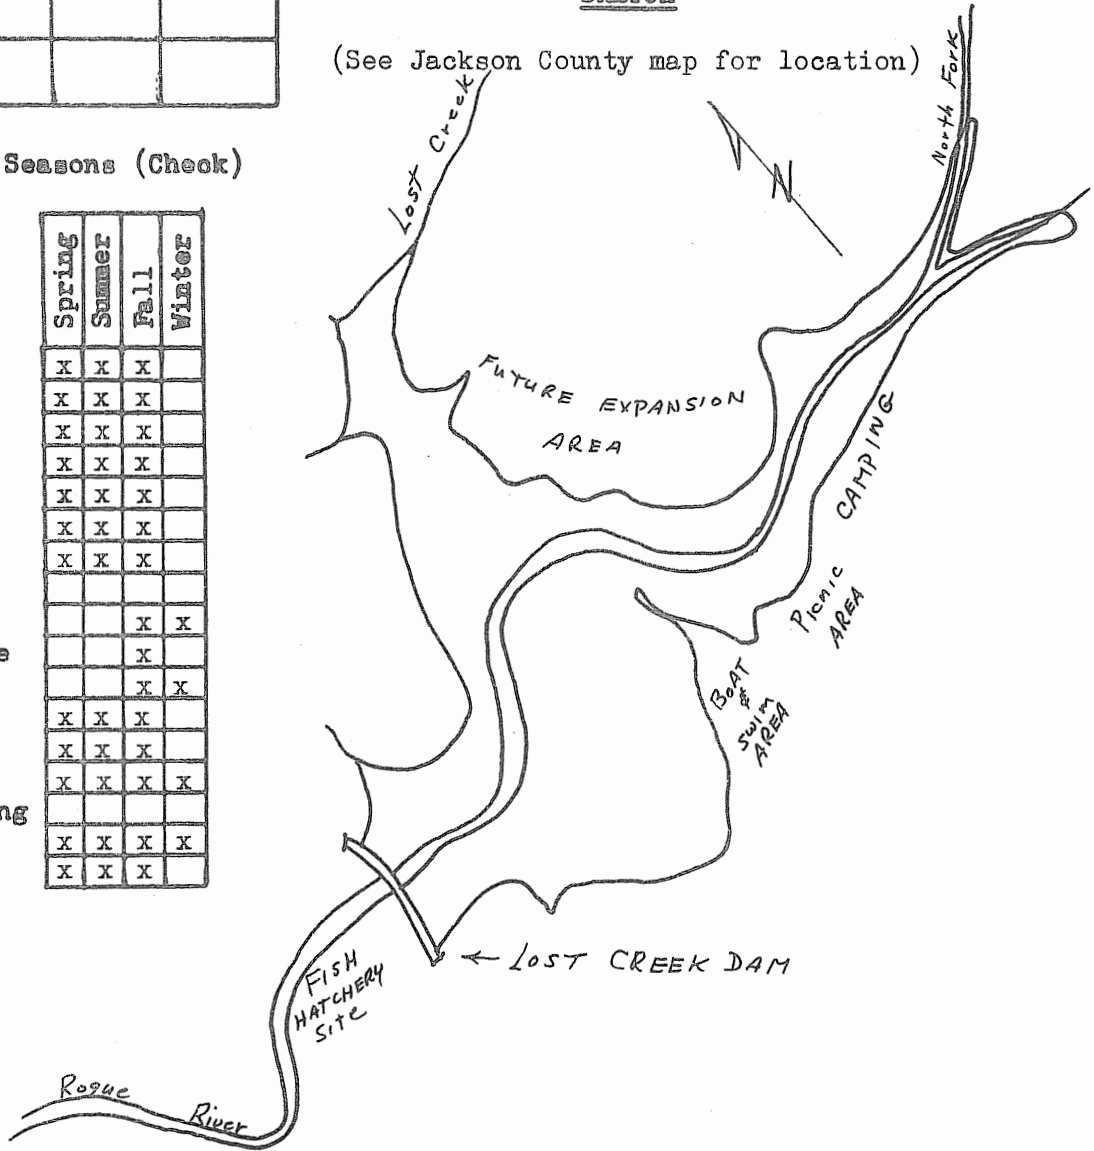 (See Jackson County map for location)
North Fork
Lost Creek
N
Seasons (Check)
Spring Summer Fall Winter
x x x
x x x
x x x
x x x
x x x
x x x
x x x
x x
x
x x
x x x
x x x
x x x x
x x x x
x x x
FUTURE EXPANSION
AREA
CAMPING
Picnic
AREA
BOAT
&
SWIM
AREA
← LOST CREEK DAM
FISH
HATCHERY
Site
Rogue
River